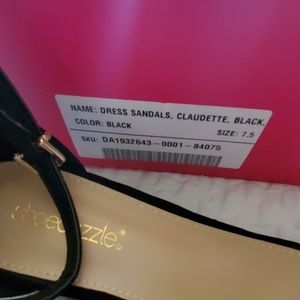 NAME: DRESS SANDALS, CLAUDETTE, BLACK,
COLOR: BLACK SIZE: 7.5
SKU: DA1932643-0001-84075
shoedazzle